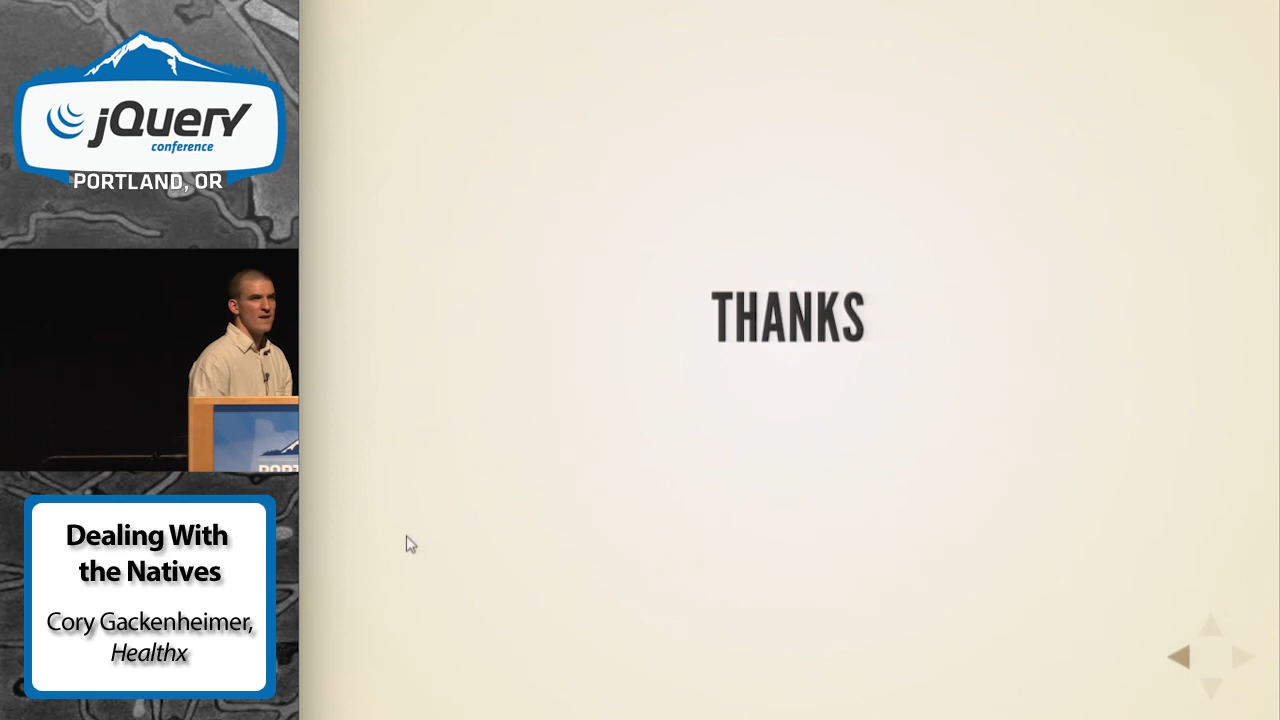 jQuery
conference
PORTLAND, OR
THANKS
Dealing With
the Natives
Cory Gackenheimer,
Healthx